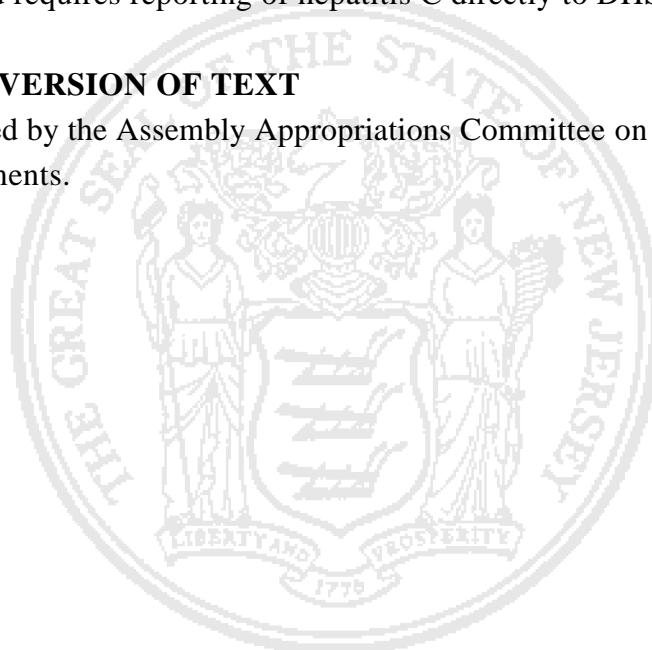 requires reporting of hepatitis C directly to
VERSION OF TEXT
ed by the Assembly Appropriations Committee on
ments.
THE GREAT SEAL OF THE STATE OF NEW JERSEY
LIBERTY AND PROSPERITY
1776